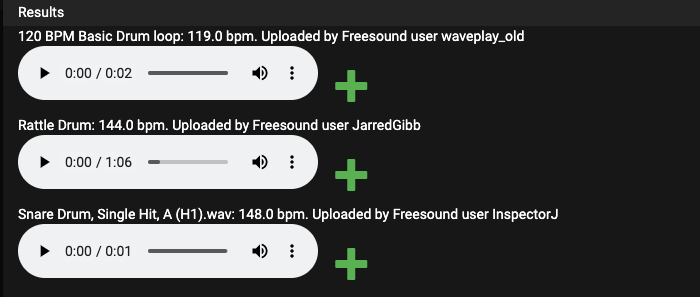 Results
120 BPM Basic Drum loop: 119.0 bpm. Uploaded by Freesound user waveplay_old
0:00 / 0:02
Rattle Drum: 144.0 bpm. Uploaded by Freesound user JarredGibb
0:00 / 1:06
Snare Drum, Single Hit, A (H1).wav: 148.0 bpm. Uploaded by Freesound user InspectorJ
0:00 / 0:01